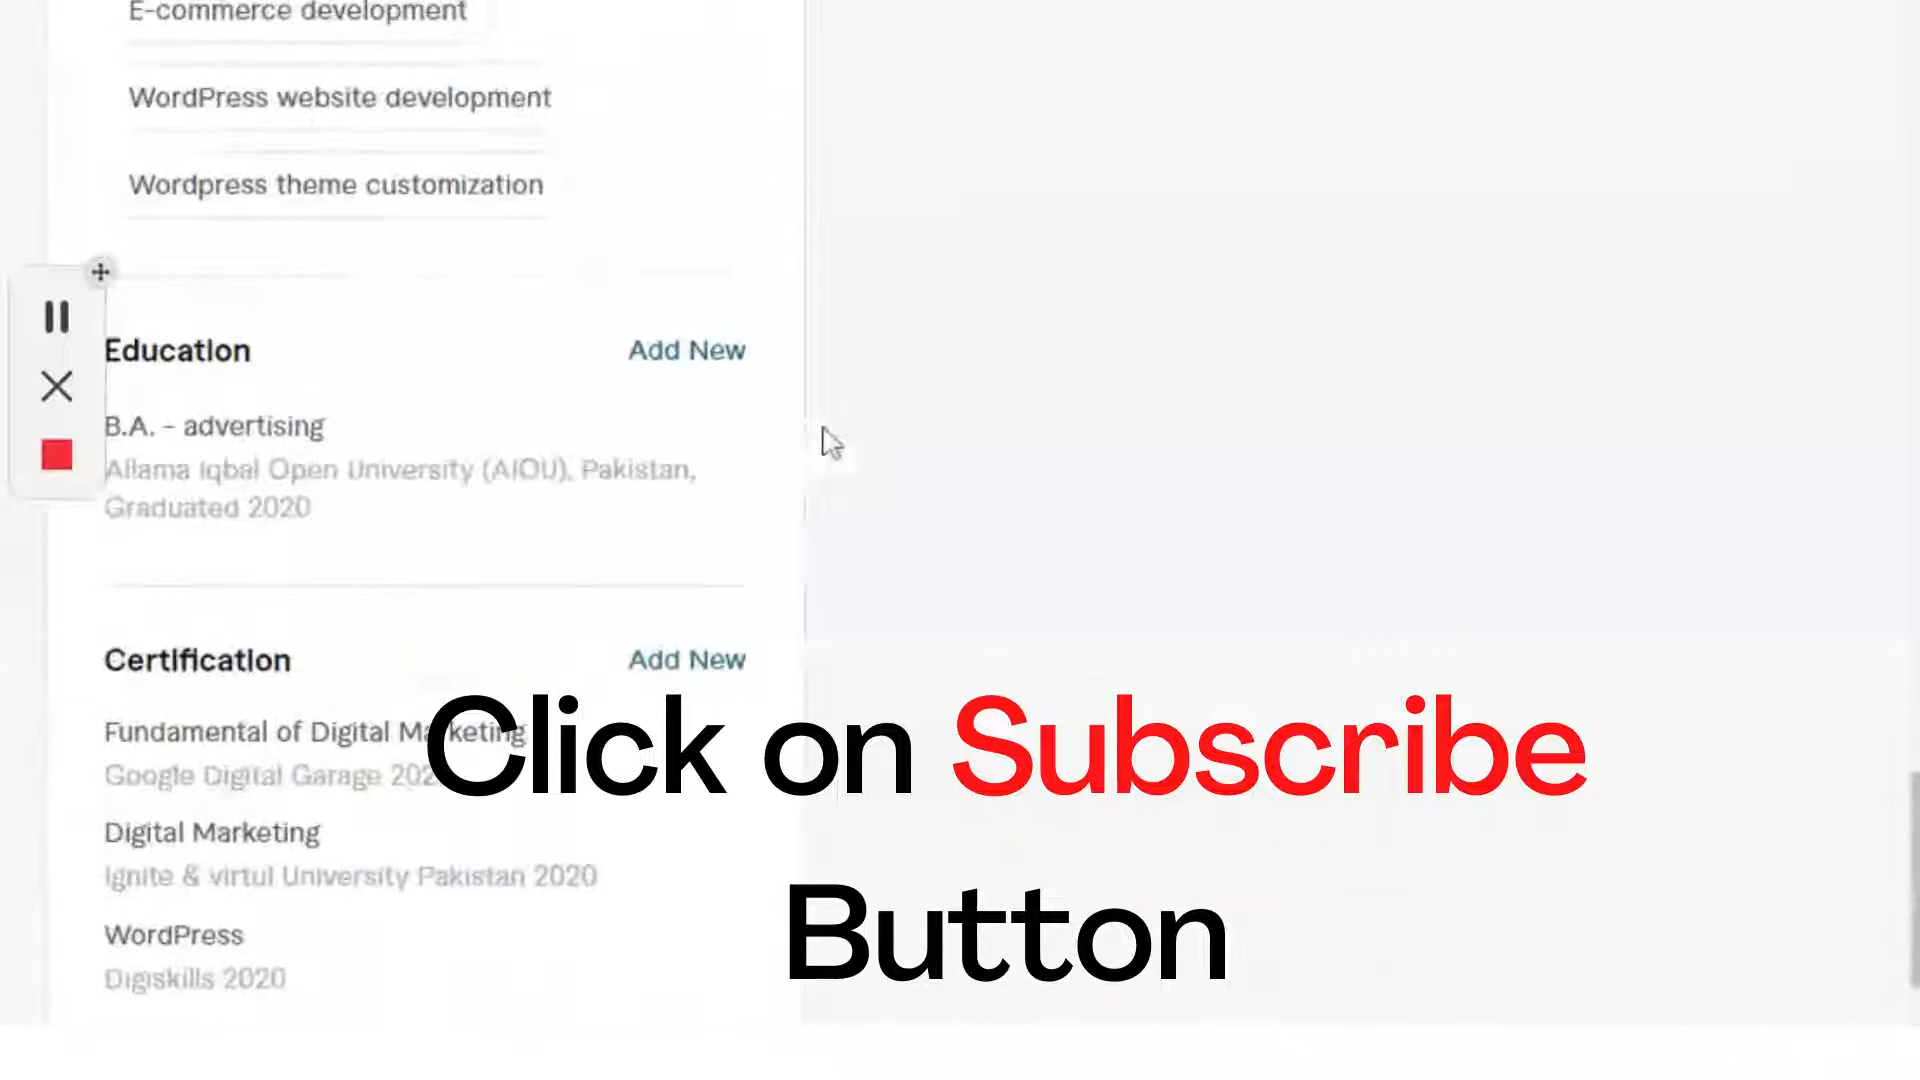 E-commerce development
WordPress website development
Wordpress theme customization
Education Add New
B.A. - advertising
Allama Iqbal Open University (AIOU), Pakistan,
Graduated 2020
Certification Add New
Fundamental of Digital Marketing
Google Digital Garage
Digital Marketing
Ignite & virtul University Pakistan 2020
WordPress
Digiskills 2020
Click on Subscribe
Button